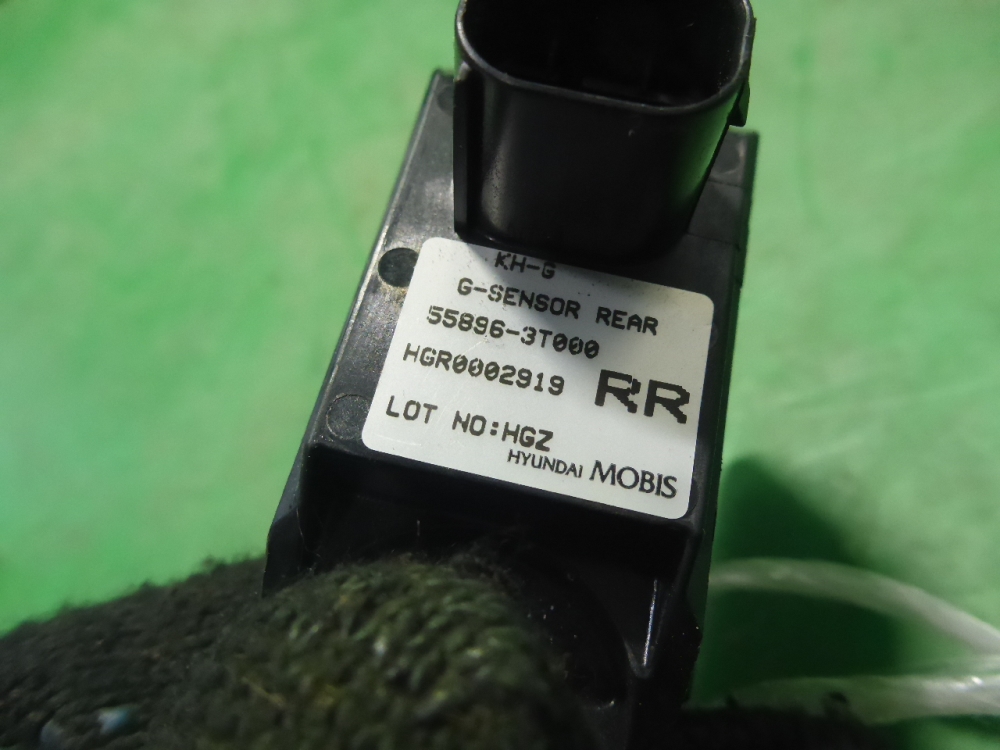 KH-G
G-SENSOR REAR
55896-3T000
HGR0002919 RR
LOT NO:HGZ
HYUNDAI MOBIS